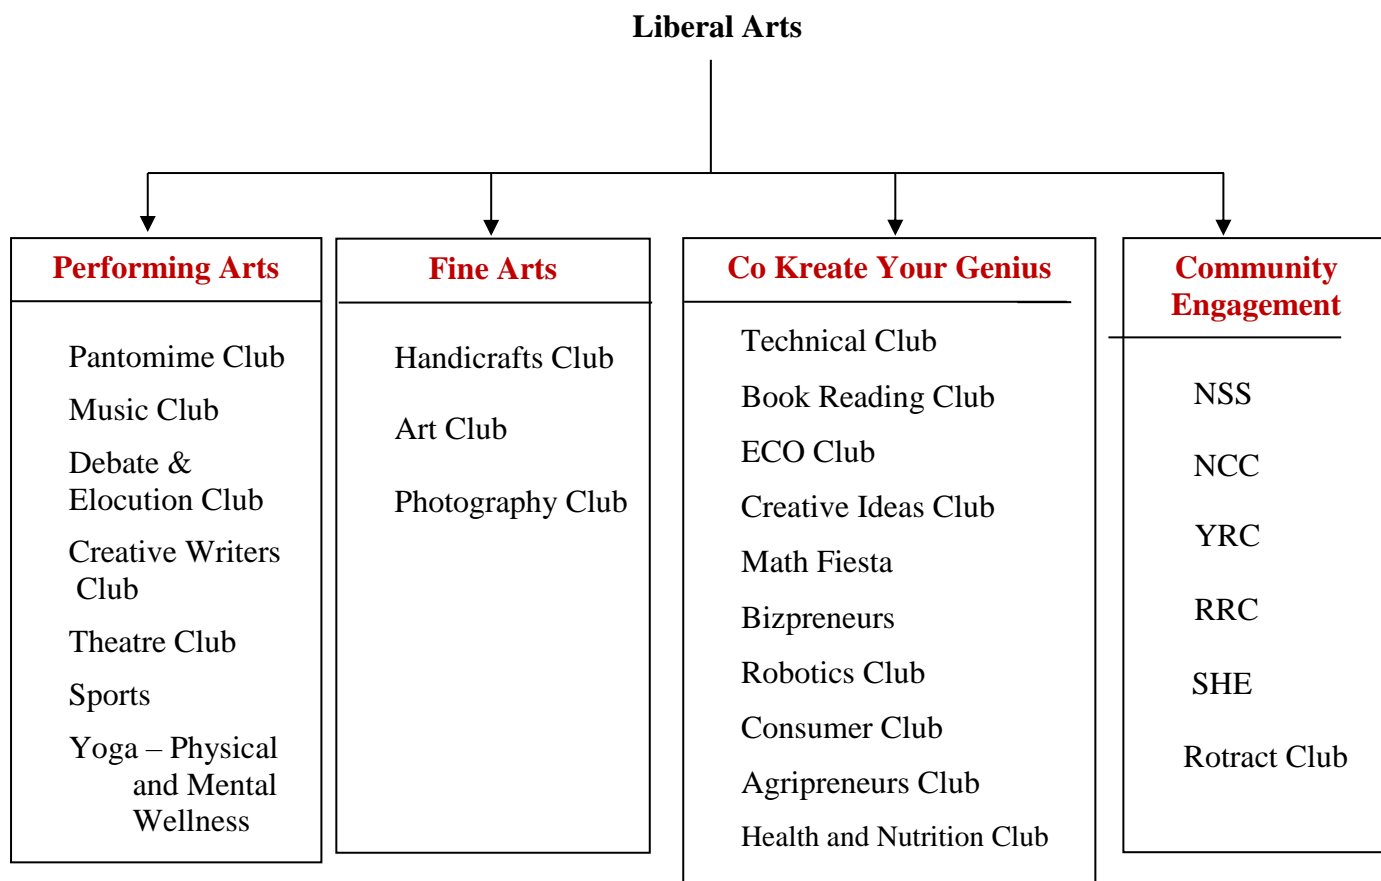 Liberal Arts
Performing Arts
Pantomime Club
Music Club
Debate &
Elocution Club
Creative Writers
Club
Theatre Club
Sports
Yoga – Physical
and Mental
Wellness
Fine Arts
Handicrafts Club
Art Club
Photography Club
Co Kreate Your Genius
Technical Club
Book Reading Club
ECO Club
Creative Ideas Club
Math Fiesta
Bizpreneurs
Robotics Club
Consumer Club
Agripreneurs Club
Health and Nutrition Club
Community
Engagement
NSS
NCC
YRC
RRC
SHE
Rotract Club